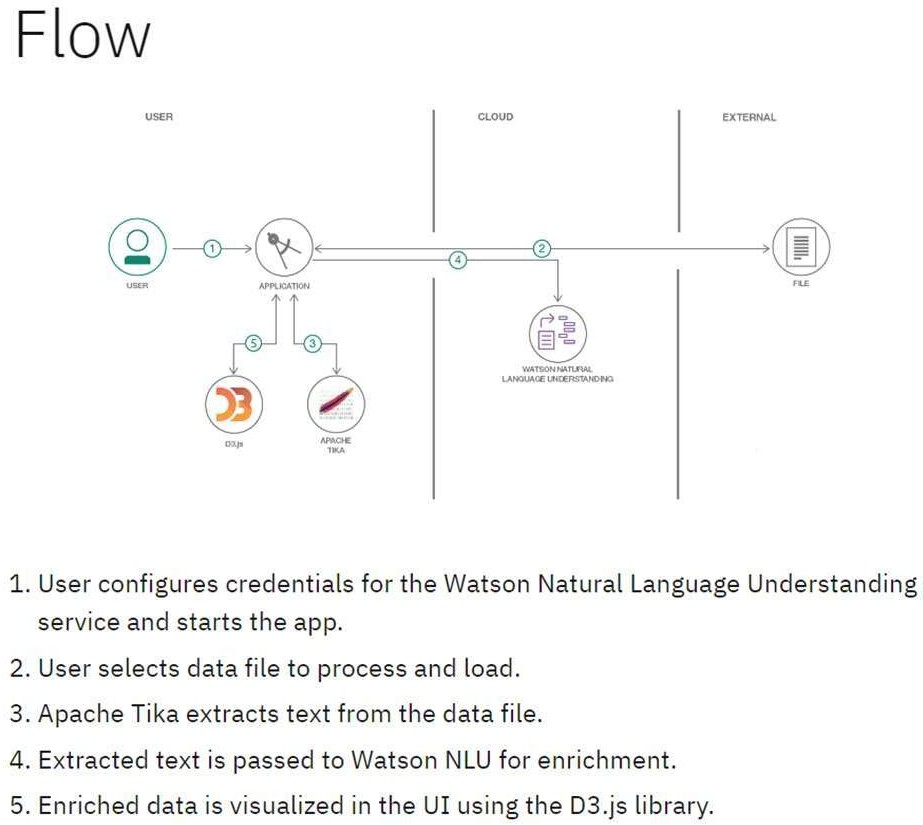 Flow
USER
CLOUD
EXTERNAL
1
2
4
USER
APPLICATION
FILE
5
3
WATSON NATURAL
LANGUAGE UNDERSTANDING
D3.js
APACHE
TIKA
1. User configures credentials for the Watson Natural Language Understanding
service and starts the app.
2. User selects data file to process and load.
3. Apache Tika extracts text from the data file.
4. Extracted text is passed to Watson NLU for enrichment.
5. Enriched data is visualized in the UI using the D3.js library.